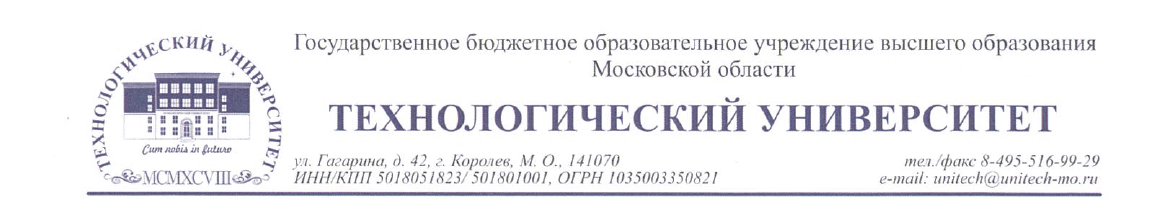 ТЕХНОЛОГИЧЕСКИЙ УНИВЕРСИТЕТ
Cum nobis in futuro
MCMXCVIII
Государственное бюджетное образовательное учреждение высшего образования
Московской области
ТЕХНОЛОГИЧЕСКИЙ УНИВЕРСИТЕТ
ул. Гагарина, д. 42, г. Королев, М. О., 141070 тел./факс 8-495-516-99-29
ИНН/КПП 5018051823/ 501801001, ОГРН 1035003350821 e-mail: unitech@unitech-mo.ru